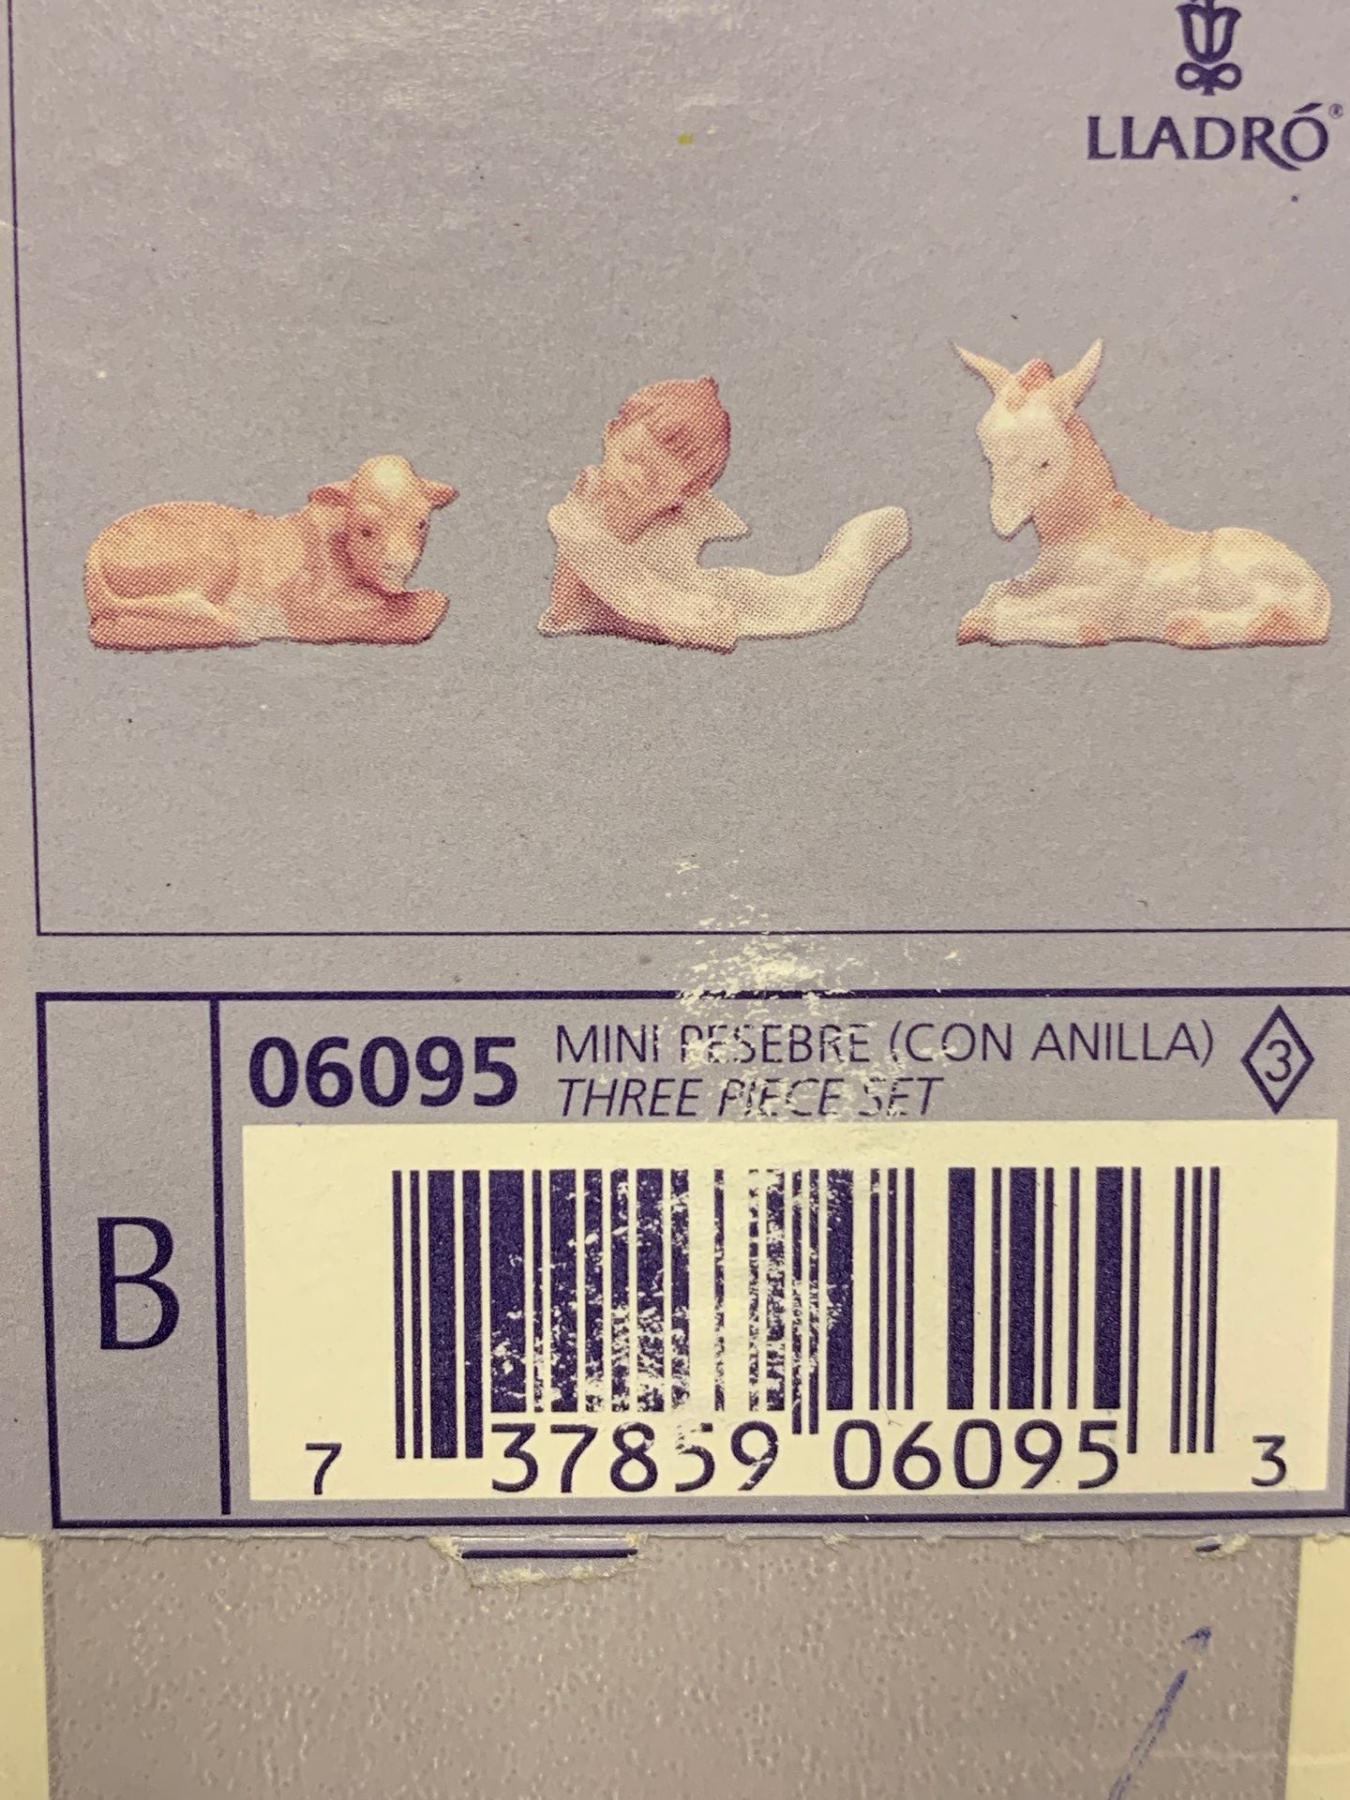 LLADRÓ®
06095 MINI PESEBRE (CON ANILLA) 3
THREE PIECE SET
B
7 37859 06095 3